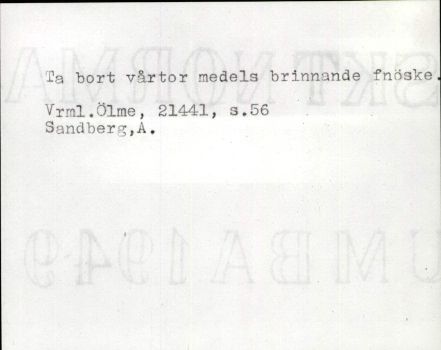 Ta bort vårtor medels brinnande fnöske.
Vrml.Ölme, 21441, s.56
Sandberg,A.